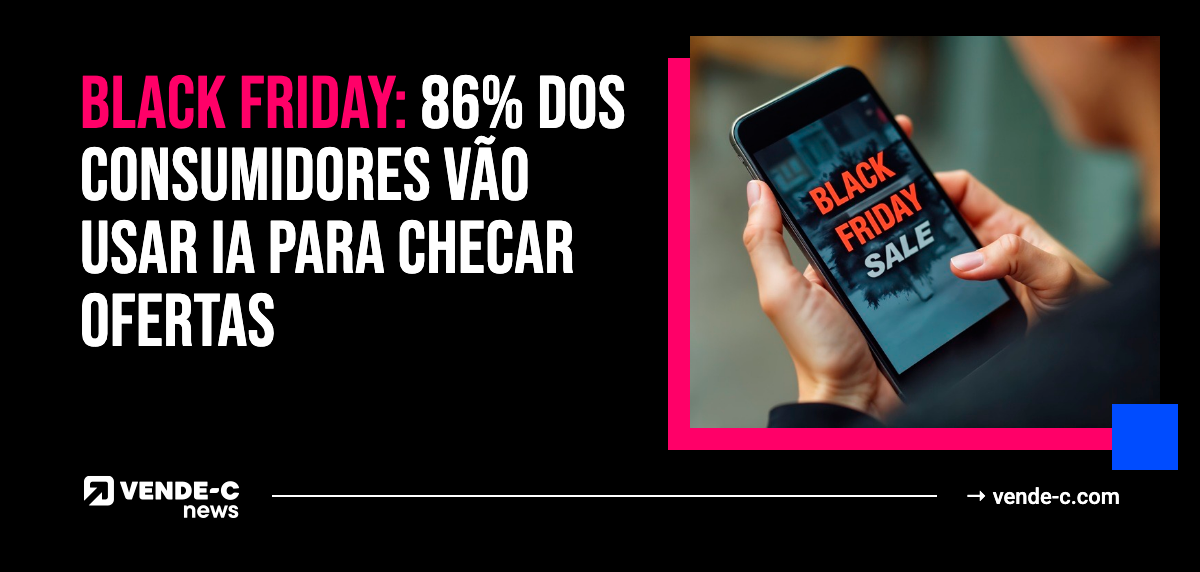 BLACK FRIDAY: 86% DOS
CONSUMIDORES VÃO
USAR IA PARA CHECAR
OFERTAS
BLACK
FRIDAY
SALE
VENDE-C
news
→ vende-c.com